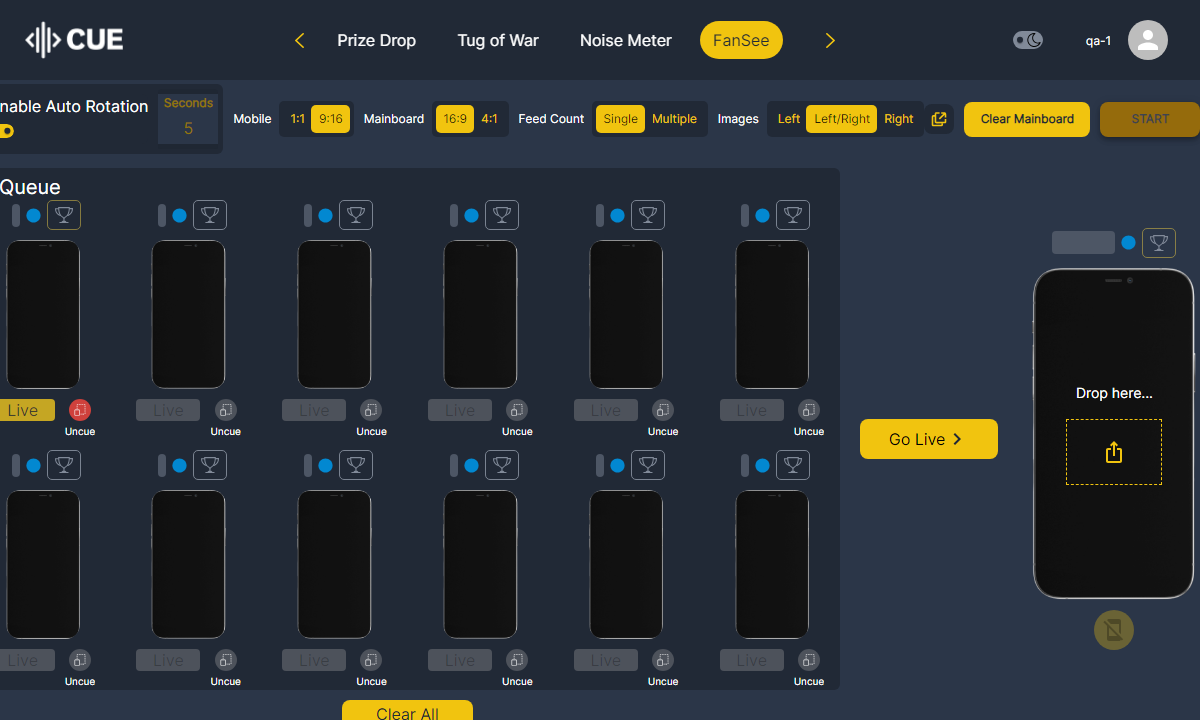 CUE
Prize Drop
Tug of War
Noise Meter
FanSee
qa-1
nable Auto Rotation
Seconds
5
Mobile
1:1
9:16
Mainboard
16:9
4:1
Feed Count
Single
Multiple
Images
Left
Left/Right
Right
Clear Mainboard
START
Queue
Live
Live
Live
Live
Live
Live
Uncue
Uncue
Uncue
Uncue
Uncue
Uncue
Drop here...
Go Live
Live
Live
Live
Live
Live
Live
Uncue
Uncue
Uncue
Uncue
Uncue
Uncue
Clear All